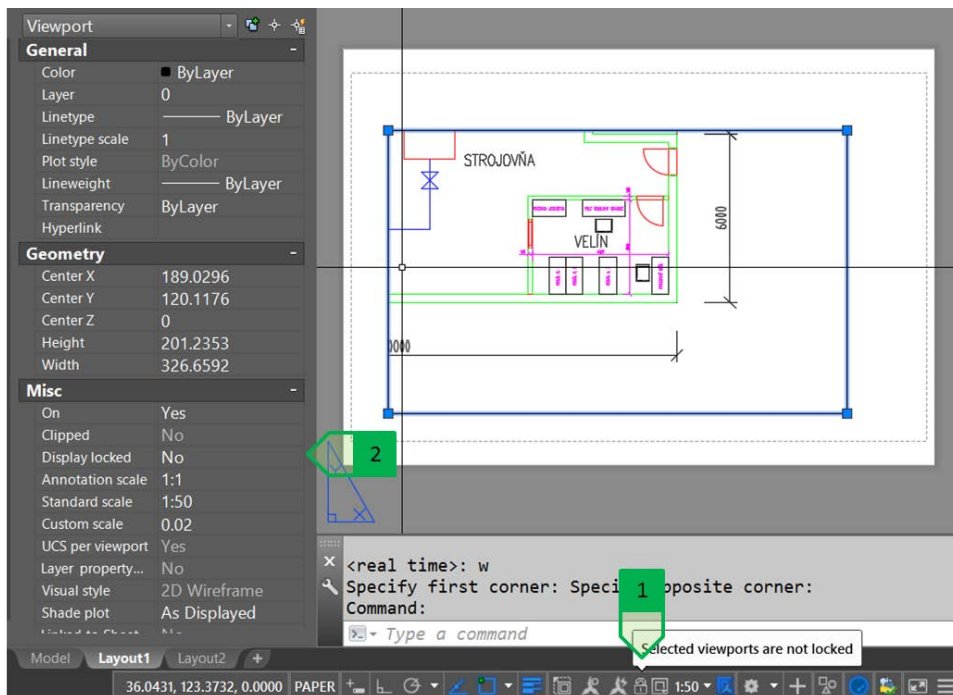 Viewport
General
Color ByLayer
Layer 0
Linetype ByLayer
Linetype scale 1
Plot style ByColor
Lineweight ByLayer
Transparency ByLayer
Hyperlink
Geometry
Center X 189.0296
Center Y 120.1176
Center Z 0
Height 201.2353
Width 326.6592
Misc
On Yes
Clipped No
Display locked No
Annotation scale 1:1
Standard scale 1:50
Custom scale 0.02
UCS per viewport Yes
Layer property... No
Visual style 2D Wireframe
Shade plot As Displayed
STROJOVŇA
VELÍN
6000
0000
2
<real time>: w
Specify first corner: Speci opposite corner:
1
Command:
Type a command
Selected viewports are not locked
Model Layout1 Layout2 +
36.0431, 123.3732, 0.0000 PAPER 1:50